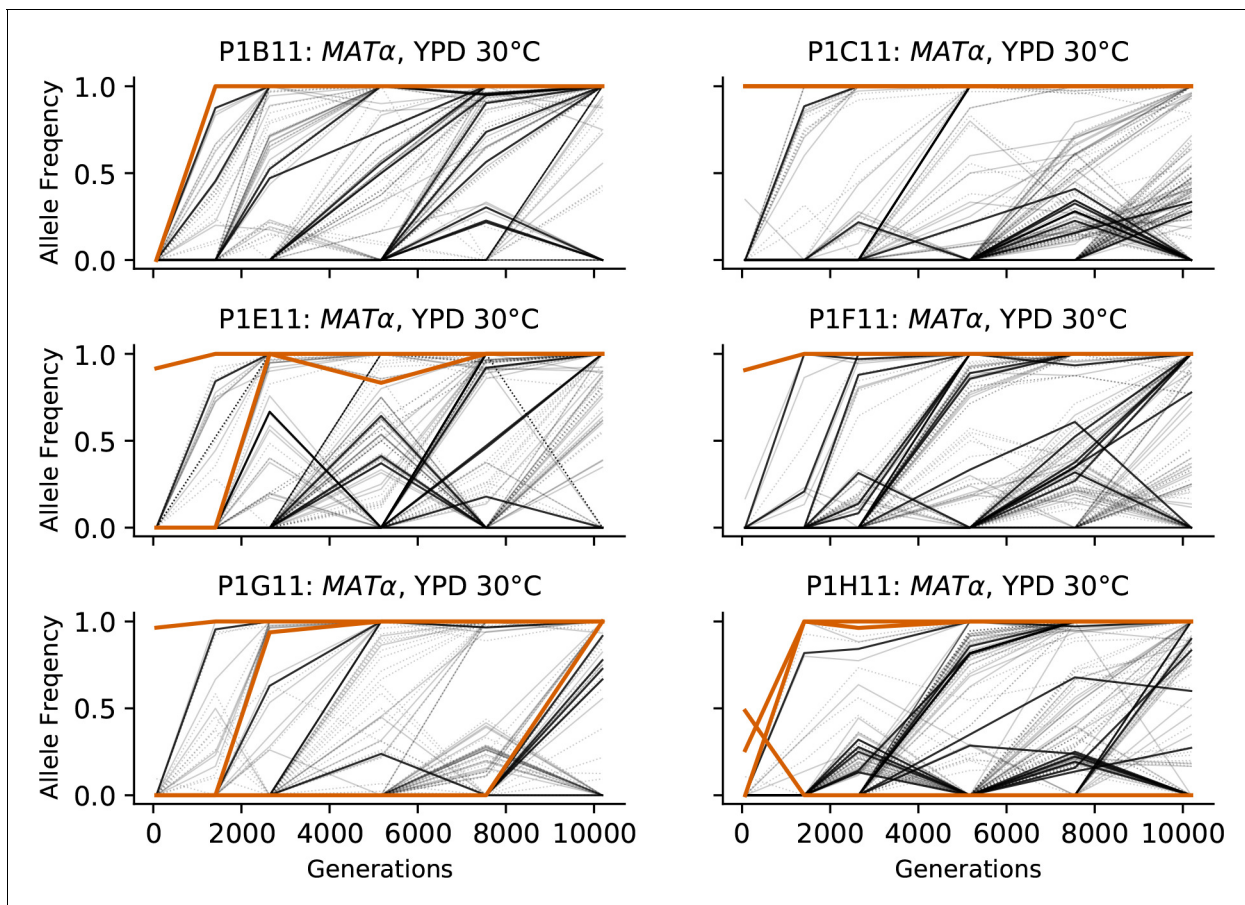 P1B11: MATα, YPD 30°C
P1C11: MATα, YPD 30°C
Allele Freqency
1.0
0.5
0.0
P1E11: MATα, YPD 30°C
P1F11: MATα, YPD 30°C
Allele Freqency
1.0
0.5
0.0
P1G11: MATα, YPD 30°C
P1H11: MATα, YPD 30°C
Allele Freqency
1.0
0.5
0.0
0 2000 4000 6000 8000 10000
0 2000 4000 6000 8000 10000
Generations
Generations